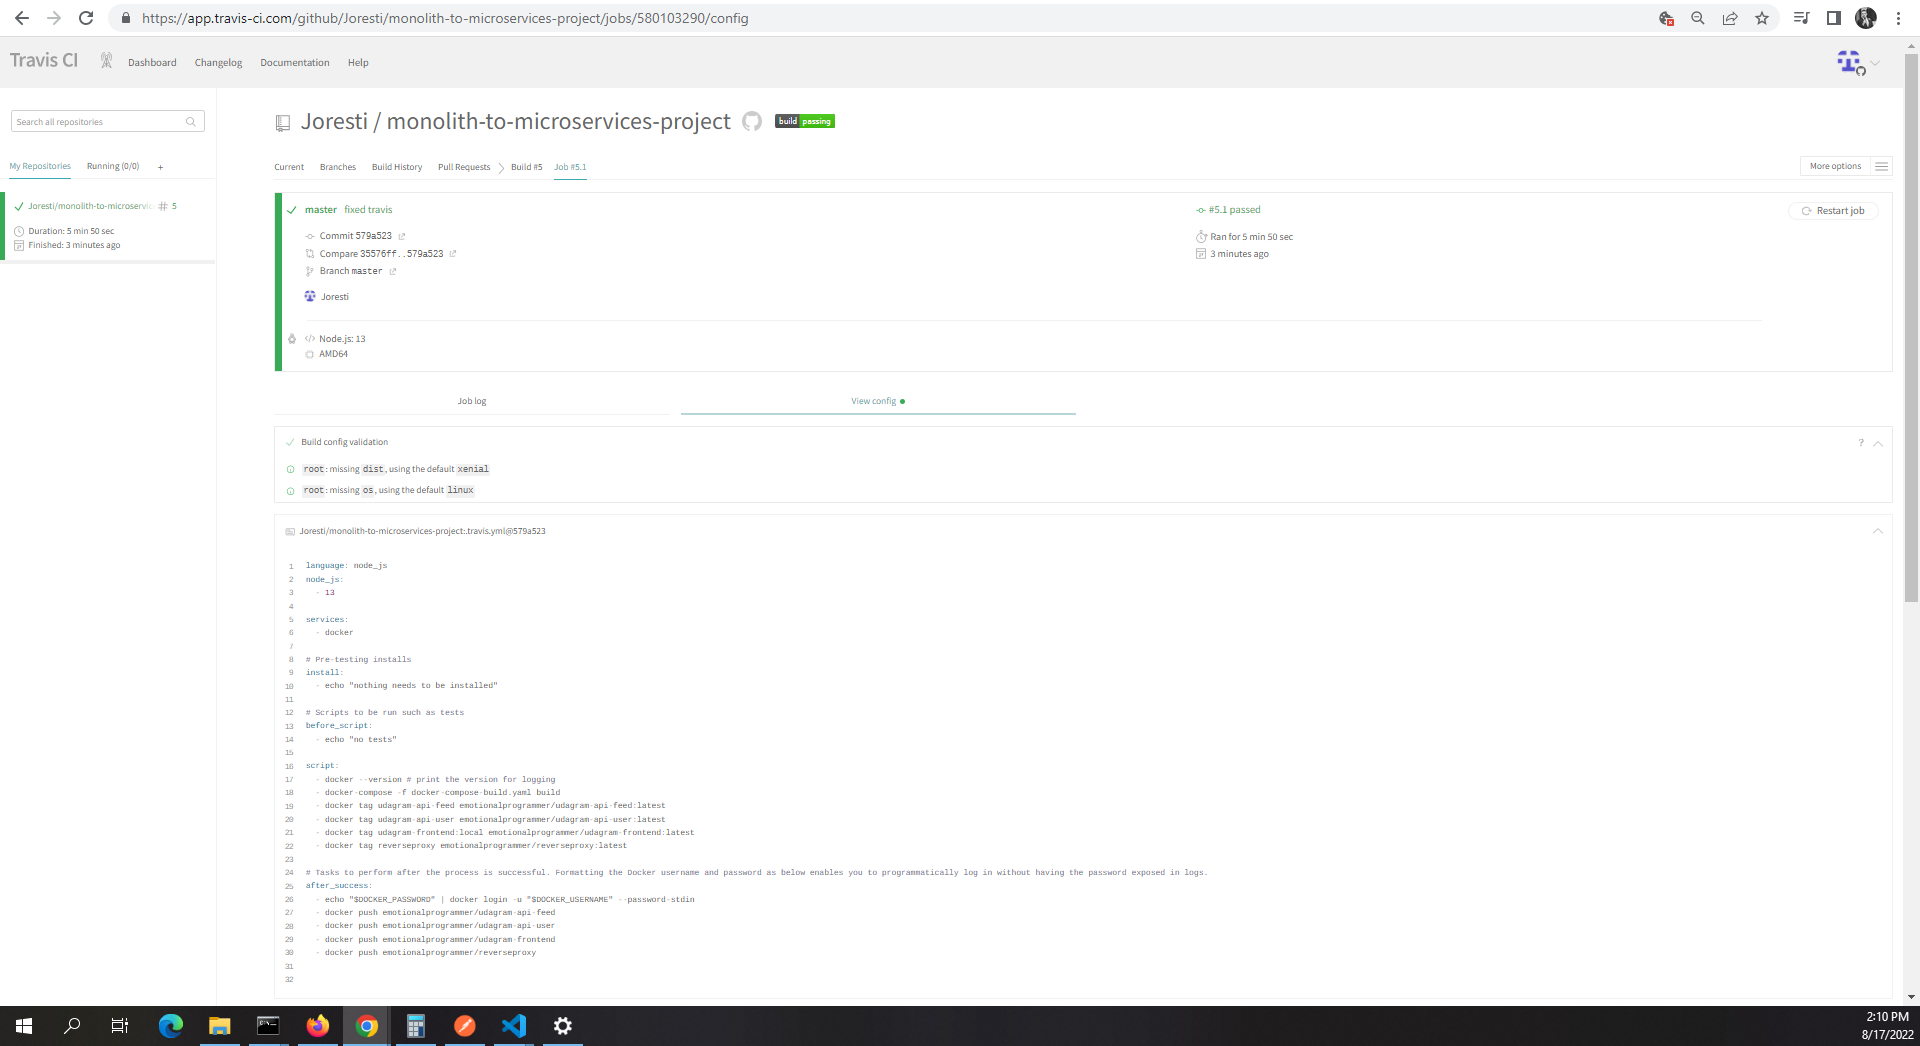 https://app.travis-ci.com/github/Joresti/monolith-to-microservices-project/jobs/580103290/config
Travis CI
Dashboard Changelog Documentation Help
Search all repositories
My Repositories Running (0/0) +
Joresti/monolith-to-microservic # 5
Duration: 5 min 50 sec
Finished: 3 minutes ago
Joresti / monolith-to-microservices-project build passing
Current Branches Build History Pull Requests Build #5 Job #5.1
More options
master fixed travis
Commit 579a523
Compare 35576ff..579a523
Branch master
Joresti
#5.1 passed
Ran for 5 min 50 sec
3 minutes ago
Restart job
Node.js: 13
AMD64
Job log View config
Build config validation ?
root: missing dist, using the default xenial
root: missing os, using the default linux
Joresti/monolith-to-microservices-project:.travis.yml@579a523
1 language: node_js
2 node_js:
3 - 13
4
5 services:
6 - docker
7
8 # Pre-testing installs
9 install:
10 - echo "nothing needs to be installed"
11
12 # Scripts to be run such as tests
13 before_script:
14 - echo "no tests"
15
16 script:
17 - docker --version # print the version for logging
18 - docker-compose -f docker-compose-build.yaml build
19 - docker tag udagram-api-feed emotionalprogrammer/udagram-api-feed:latest
20 - docker tag udagram-api-user emotionalprogrammer/udagram-api-user:latest
21 - docker tag udagram-frontend:local emotionalprogrammer/udagram-frontend:latest
22 - docker tag reverseproxy emotionalprogrammer/reverseproxy:latest
23
24 # Tasks to perform after the process is successful. Formatting the Docker username and password as below enables you to programmatically log in without having the password exposed in logs.
25 after_success:
26 - echo "$DOCKER_PASSWORD" | docker login -u "$DOCKER_USERNAME" --password-stdin
27 - docker push emotionalprogrammer/udagram-api-feed
28 - docker push emotionalprogrammer/udagram-api-user
29 - docker push emotionalprogrammer/udagram-frontend
30 - docker push emotionalprogrammer/reverseproxy
31
32
2:10 PM
8/17/2022